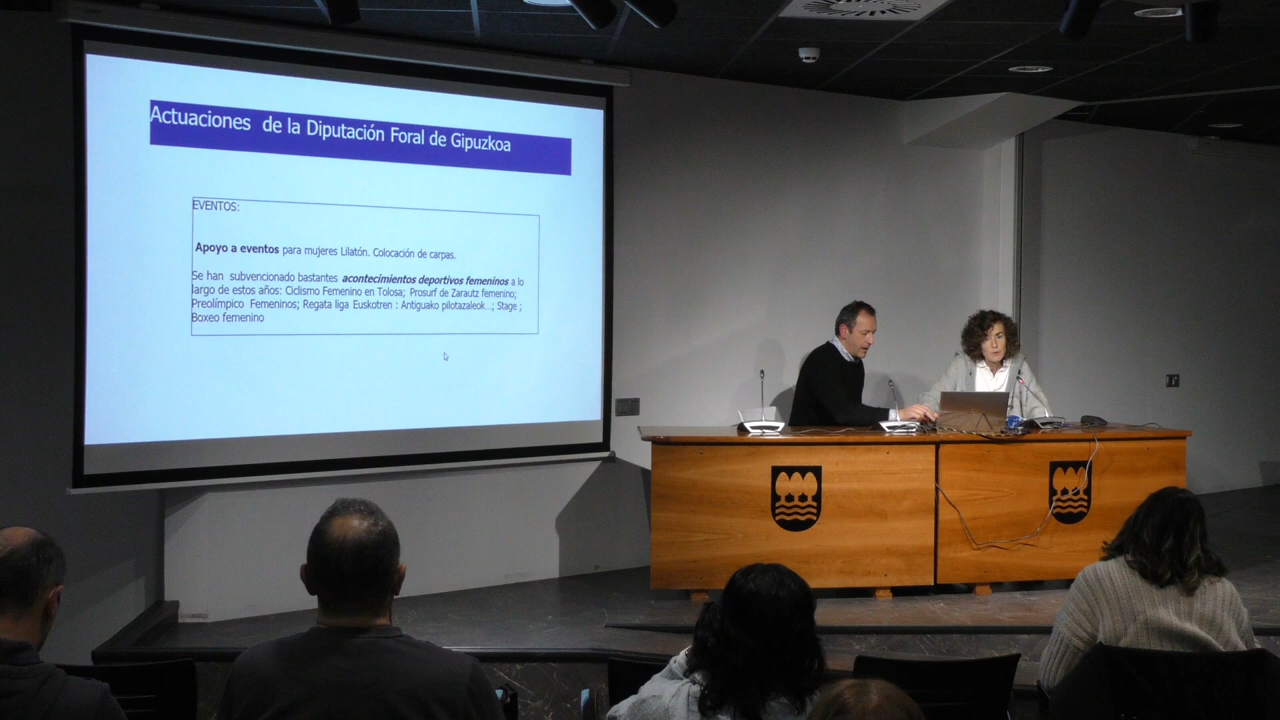 Actuaciones de la Diputación Foral de Gipuzkoa
EVENTOS:
Apoyo a eventos para mujeres Lilatón. Colocación de carpas.
Se han subvencionado bastantes acontecimientos deportivos femeninos a lo
largo de estos años: Ciclismo Femenino en Tolosa; Prosurf de Zarautz femenino;
Preolímpico Femeninos; Regata liga Euskotren : Antiguako pilotazaleok...; Stage ;
Boxeo femenino